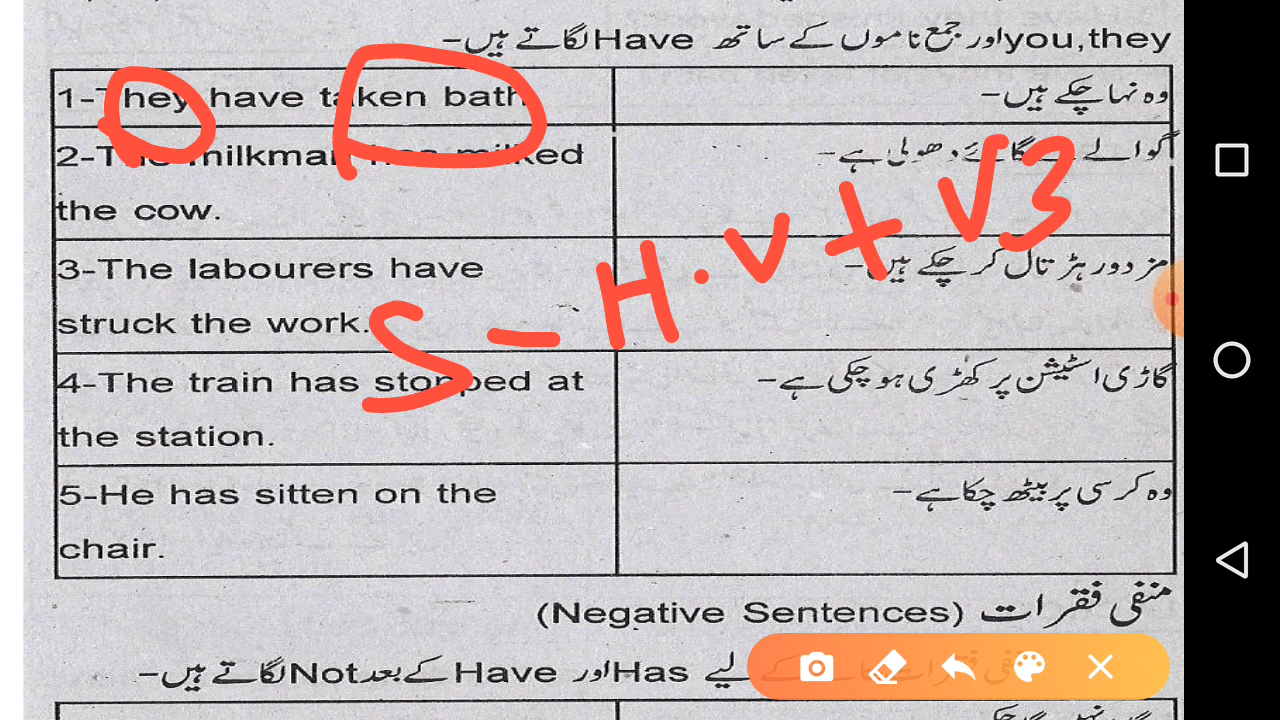 you,they اور جمع ناموں کے ساتھ Have لگاتے ہیں-
1-They have taken bath
وہ نہا چکے ہیں-
2-The milkman has milked
the cow.
گوالے نے گائے دھولی ہے-
3-The labourers have
struck the work.
مزدور ہڑتال کر چکے ہیں-
4-The train has stopped at
the station.
گاڑی اسٹیشن پر کھڑی ہو چکی ہے-
5-He has sitten on the
chair.
وہ کرسی پر بیٹھ چکا ہے-
S - H.V + V3
منفی فقرات (Negative Sentences)
لیے Has اور Have کے بعد Not لگاتے ہیں-